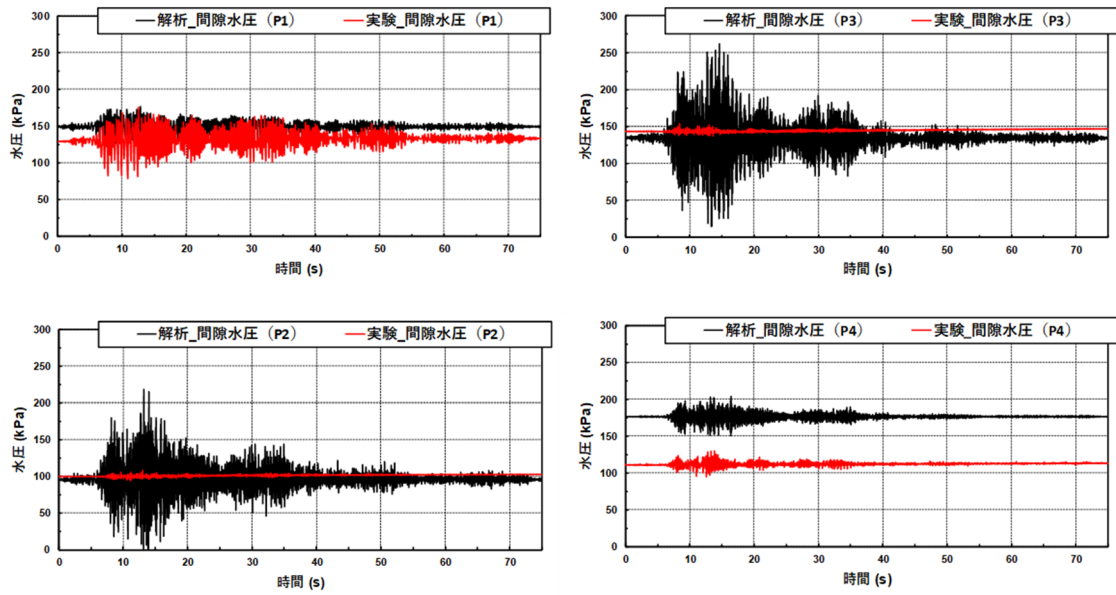 解析_間隙水圧（P1） 実験_間隙水圧（P1）
300
250
200
150
100
50
0
水圧 (kPa)
0 10 20 30 40 50 60 70
時間 (s)
解析_間隙水圧（P3） 実験_間隙水圧（P3）
300
250
200
150
100
50
0
水圧 (kPa)
0 10 20 30 40 50 60 70
時間 (s)
解析_間隙水圧（P2） 実験_間隙水圧（P2）
300
250
200
150
100
50
0
水圧 (kPa)
0 10 20 30 40 50 60 70
時間 (s)
解析_間隙水圧（P4） 実験_間隙水圧（P4）
300
250
200
150
100
50
0
水圧 (kPa)
0 10 20 30 40 50 60 70
時間 (s)